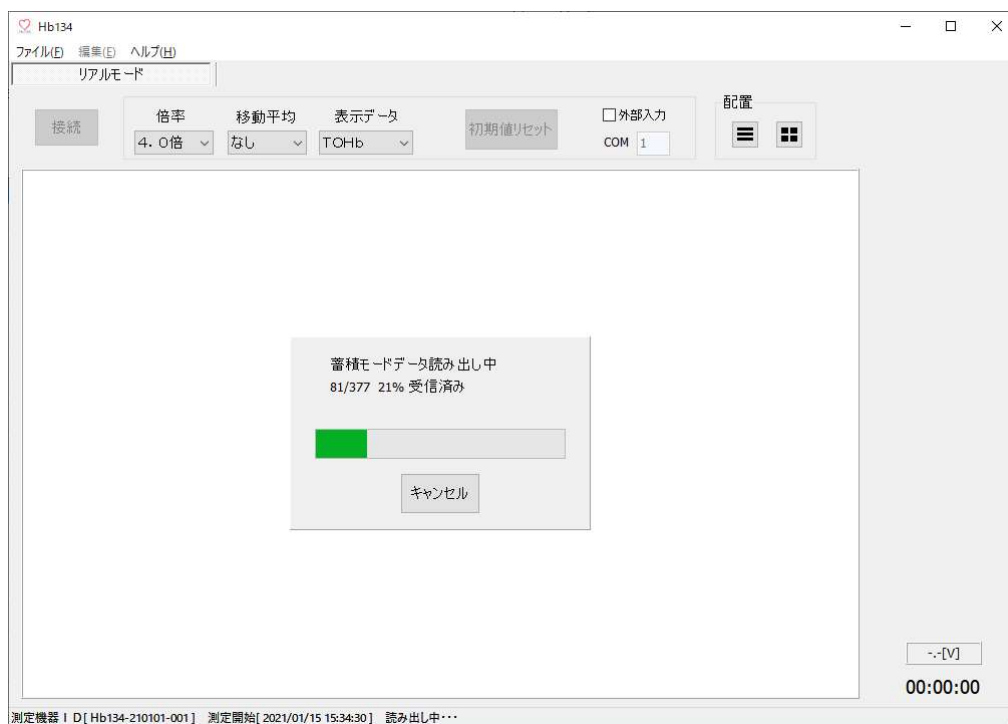 Hb134
ファイル(F) 編集(E) ヘルプ(H)
リアルモード
接続
倍率 移動平均 表示データ
4.0倍 なし TOHb
初期値リセット
外部入力
COM 1
配置
蓄積モードデータ読み出し中
81/377 21% 受信済み
キャンセル
-.-[V]
00:00:00
測定機器ID[ Hb134-210101-001 ] 測定開始[ 2021/01/15 15:34:30 ] 読み出し中・・・